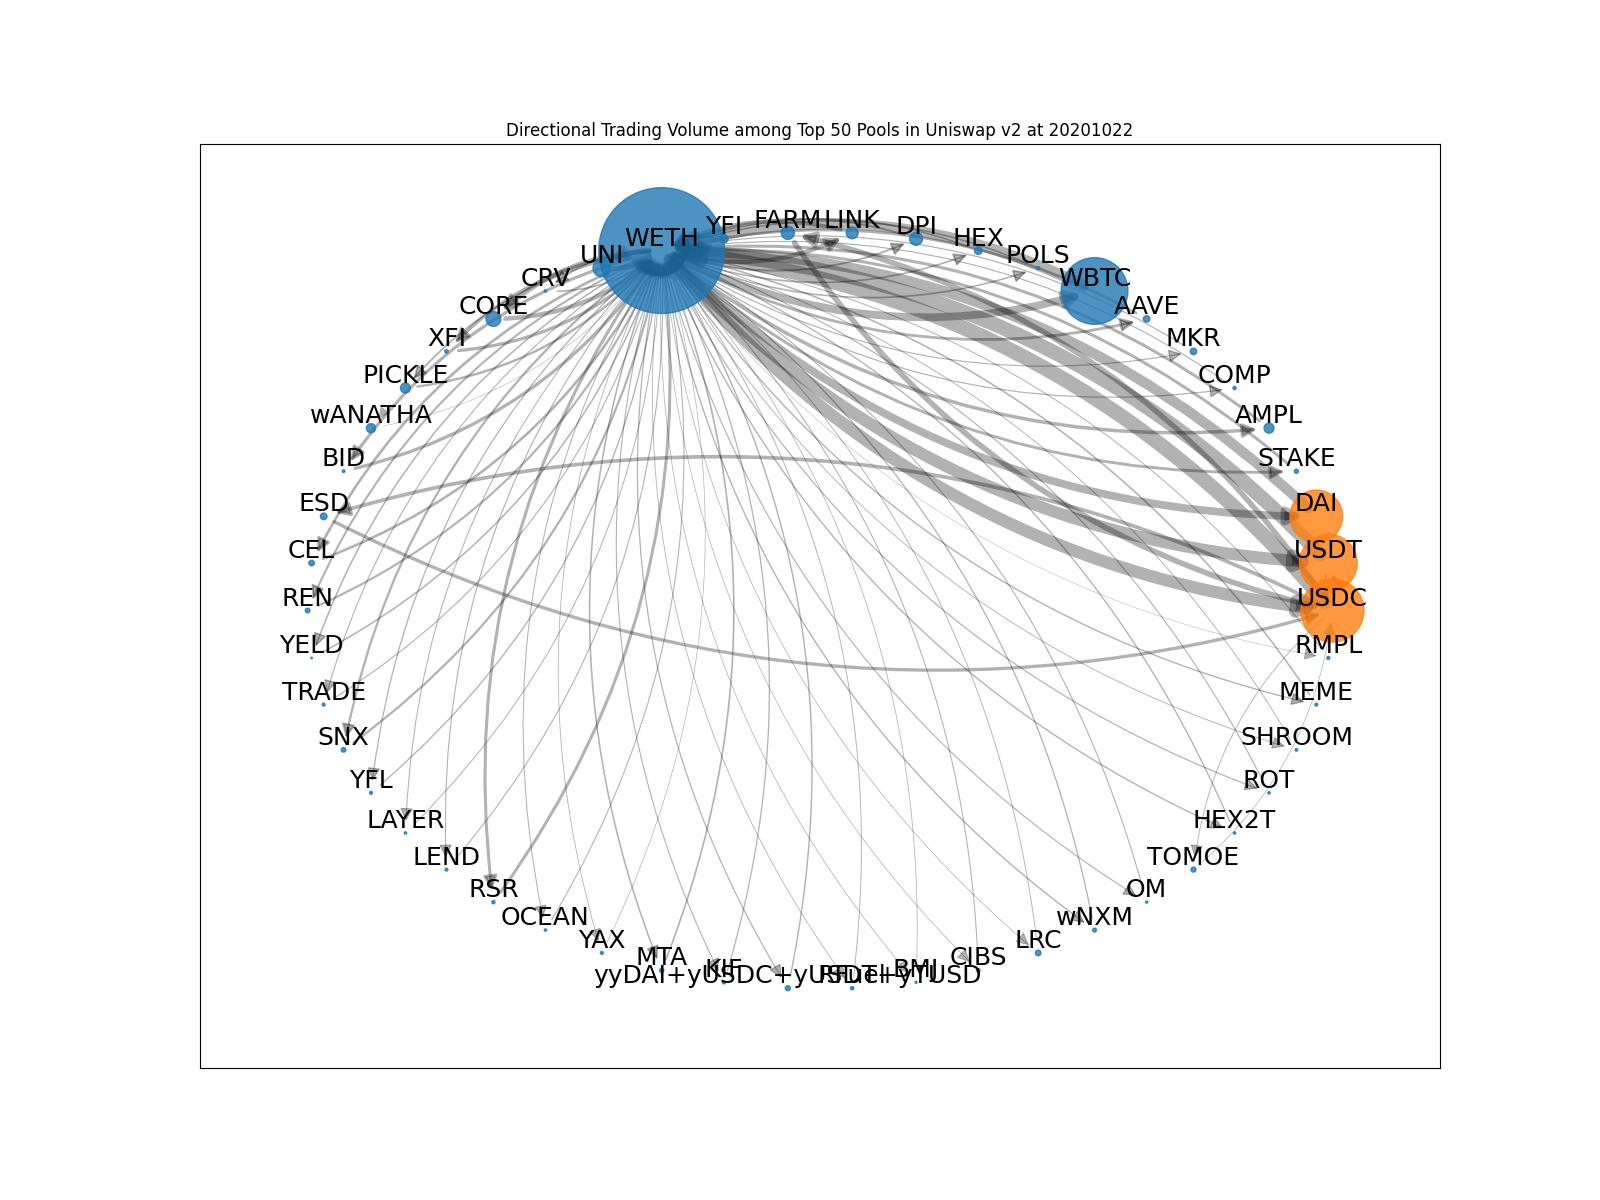 Directional Trading Volume among Top 50 Pools in Uniswap v2 at 20201022
YFI FARM LINK DPI
WETH HEX
UNI POLS
CRV WBTC
CORE AAVE
XFI MKR
PICKLE COMP
wANATHA AMPL
BID STAKE
ESD DAI
CEL USDT
REN USDC
YELD RMPL
TRADE MEME
SNX SHROOM
YFL ROT
LAYER HEX2T
LEND TOMOE
RSR OM
OCEAN wNXM
YAX LRC
MTA CIBS
BMI
yyDAI+yUSDC+yUSDT+yTUSD